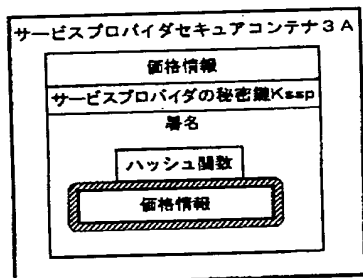 サービスプロバイダセキュアコンテナ３Ａ
価格情報
サービスプロバイダの秘密鍵Kssp
署名
ハッシュ関数
価格情報